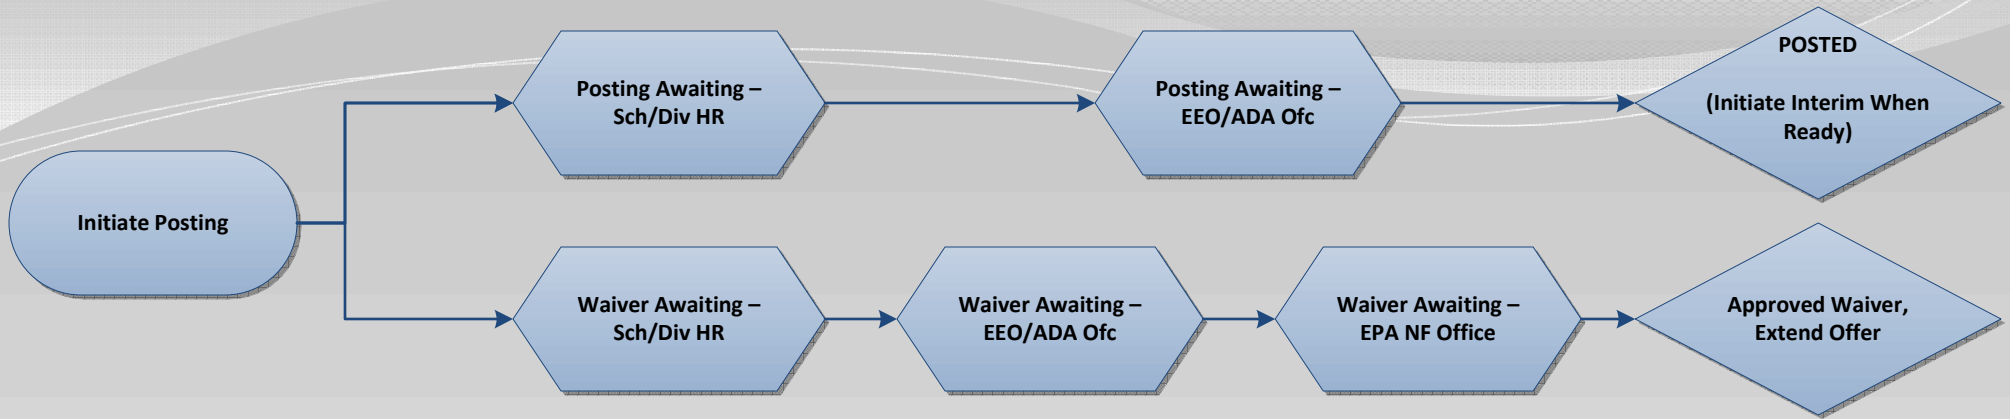 Initiate Posting
Posting Awaiting –
Sch/Div HR
Posting Awaiting –
EEO/ADA Ofc
POSTED
(Initiate Interim When
Ready)
Waiver Awaiting –
Sch/Div HR
Waiver Awaiting –
EEO/ADA Ofc
Waiver Awaiting –
EPA NF Office
Approved Waiver,
Extend Offer